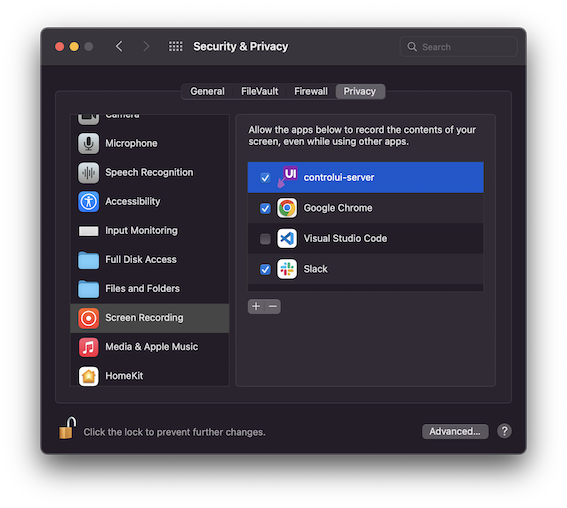 Security & Privacy
Search
General
FileVault
Firewall
Privacy
Camera
Microphone
Speech Recognition
Accessibility
Input Monitoring
Full Disk Access
Files and Folders
Screen Recording
Media & Apple Music
HomeKit
Allow the apps below to record the contents of your
screen, even while using other apps.
UI
controlui-server
Google Chrome
Visual Studio Code
Slack
+ −
Click the lock to prevent further changes.
Advanced...
?